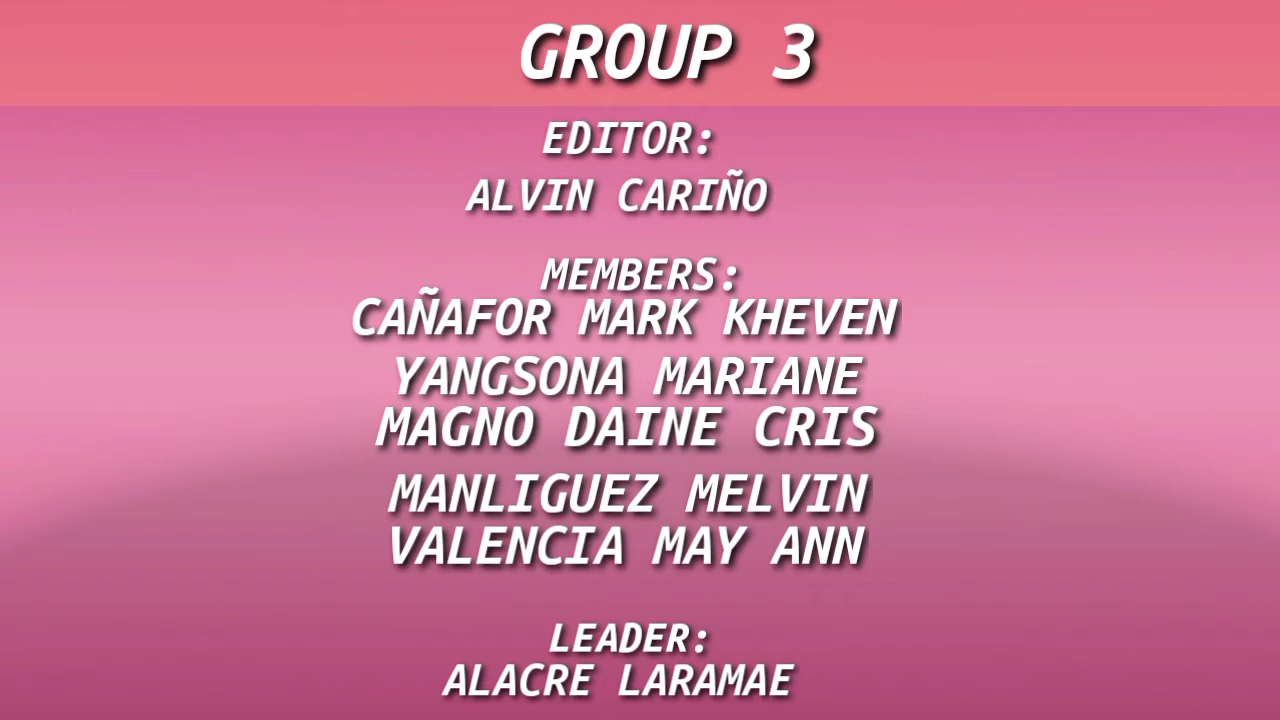 GROUP 3
EDITOR:
ALVIN CARIÑO
MEMBERS:
CAÑAFOR MARK KHEVEN
YANGSONA MARIANE
MAGNO DAINE CRIS
MANLIGUEZ MELVIN
VALENCIA MAY ANN
LEADER:
ALACRE LARAMAE